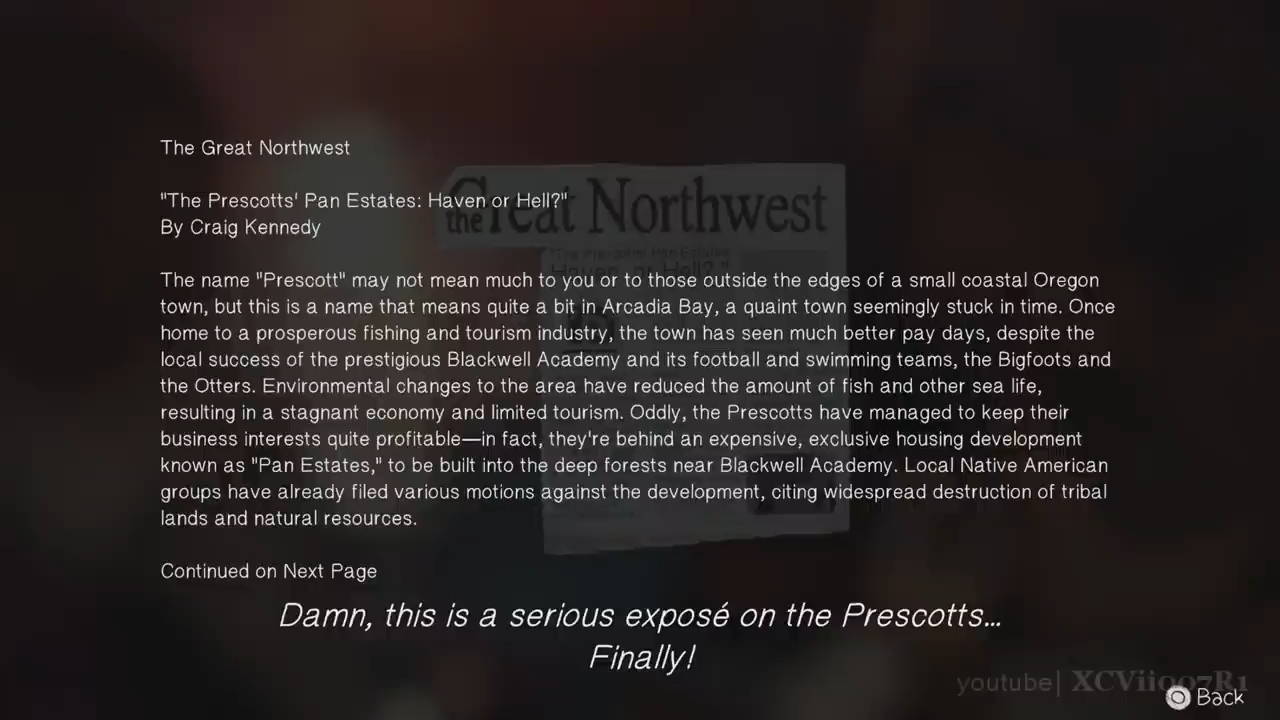 The Great Northwest
"The Prescotts' Pan Estates: Haven or Hell?"
By Craig Kennedy
the Great Northwest
"The Prescotts' Pan Estates
Haven or Hell?"
The name "Prescott" may not mean much to you or to those outside the edges of a small coastal Oregon
town, but this is a name that means quite a bit in Arcadia Bay, a quaint town seemingly stuck in time. Once
home to a prosperous fishing and tourism industry, the town has seen much better pay days, despite the
local success of the prestigious Blackwell Academy and its football and swimming teams, the Bigfoots and
the Otters. Environmental changes to the area have reduced the amount of fish and other sea life,
resulting in a stagnant economy and limited tourism. Oddly, the Prescotts have managed to keep their
business interests quite profitable—in fact, they're behind an expensive, exclusive housing development
known as "Pan Estates," to be built into the deep forests near Blackwell Academy. Local Native American
groups have already filed various motions against the development, citing widespread destruction of tribal
lands and natural resources.
Continued on Next Page
Damn, this is a serious exposé on the Prescotts...
Finally!
youtube| XCVii007R1
Back